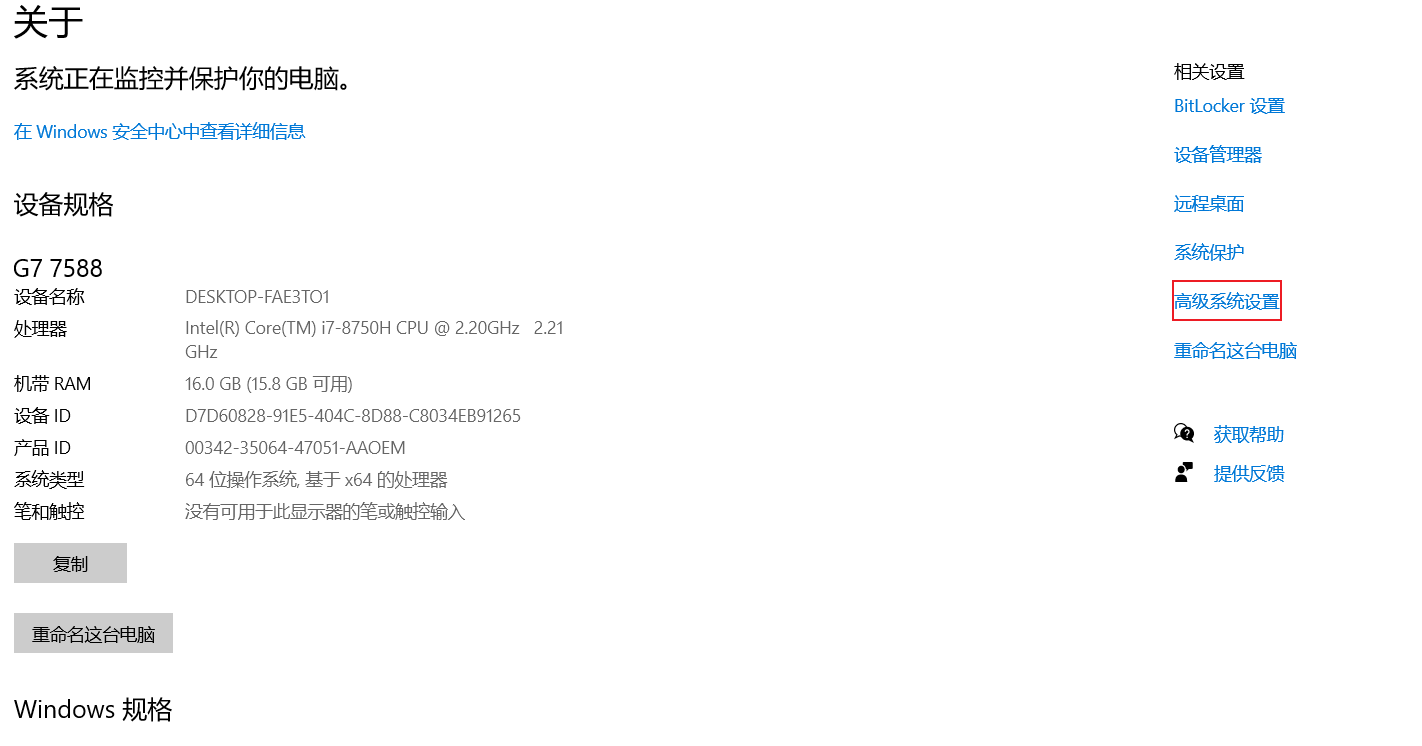 关于
系统正在监控并保护你的电脑。
在 Windows 安全中心中查看详细信息
设备规格
G7 7588
设备名称 DESKTOP-FAE3TO1
处理器 Intel(R) Core(TM) i7-8750H CPU @ 2.20GHz 2.21
GHz
机带 RAM 16.0 GB (15.8 GB 可用)
设备 ID D7D60828-91E5-404C-8D88-C8034EB91265
产品 ID 00342-35064-47051-AAOEM
系统类型 64 位操作系统, 基于 x64 的处理器
笔和触控 没有可用于此显示器的笔或触控输入
复制
重命名这台电脑
Windows 规格
相关设置
BitLocker 设置
设备管理器
远程桌面
系统保护
高级系统设置
重命名这台电脑
获取帮助
提供反馈